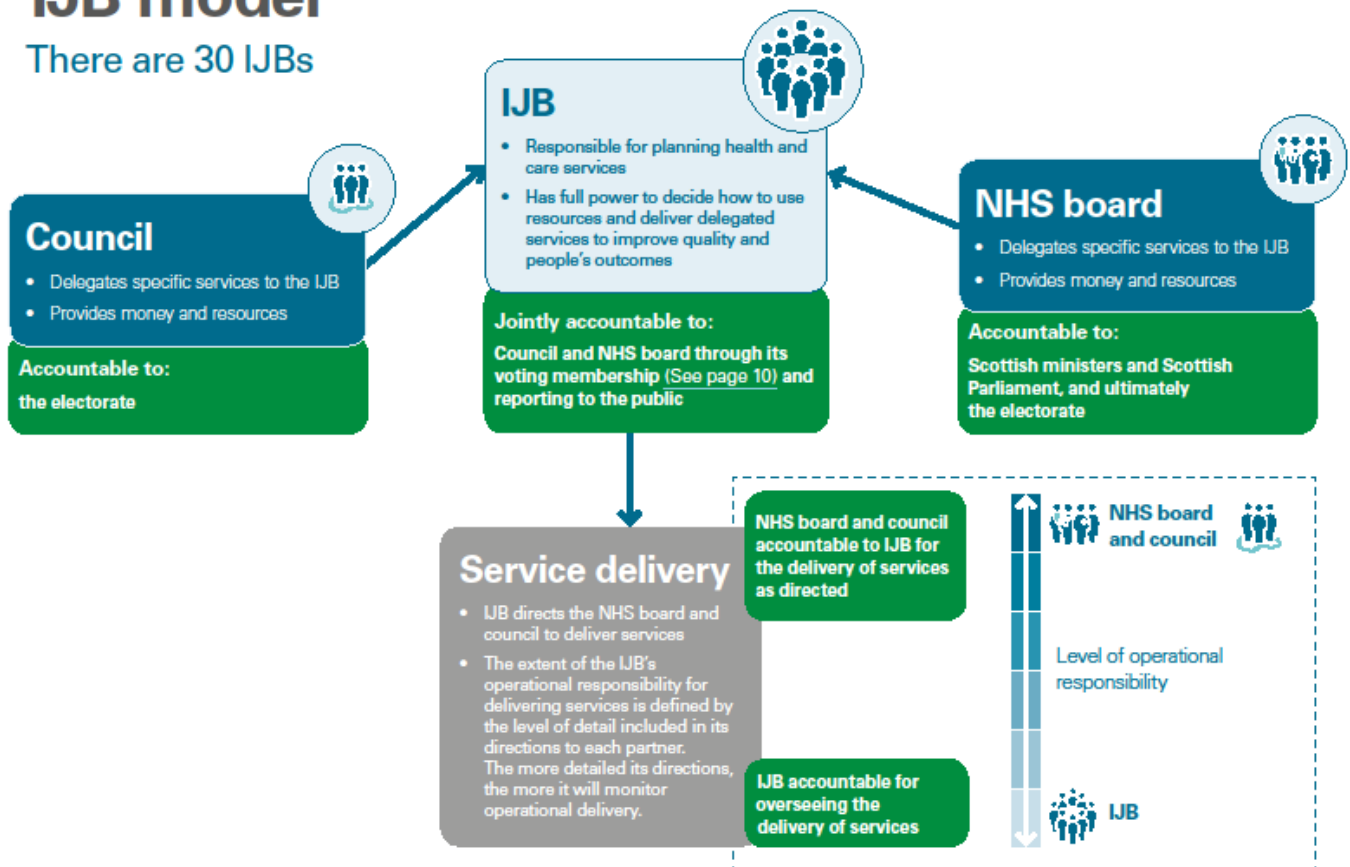 IJB model
There are 30 IJBs
IJB
• Responsible for planning health and
care services
• Has full power to decide how to use
resources and deliver delegated
services to improve quality and
people's outcomes
Jointly accountable to:
Council and NHS board through its
voting membership (See page 10) and
reporting to the public
Council
• Delegates specific services to the IJB
• Provides money and resources
Accountable to:
the electorate
NHS board
• Delegates specific services to the IJB
• Provides money and resources
Accountable to:
Scottish ministers and Scottish
Parliament, and ultimately
the electorate
Service delivery
• IJB directs the NHS board and
council to deliver services
• The extent of the IJB's
operational responsibility for
delivering services is defined by
the level of detail included in its
directions to each partner.
The more detailed its directions,
the more it will monitor
operational delivery.
NHS board and council
accountable to IJB for
the delivery of services
as directed
IJB accountable for
overseeing the
delivery of services
NHS board
and council
Level of operational
responsibility
IJB